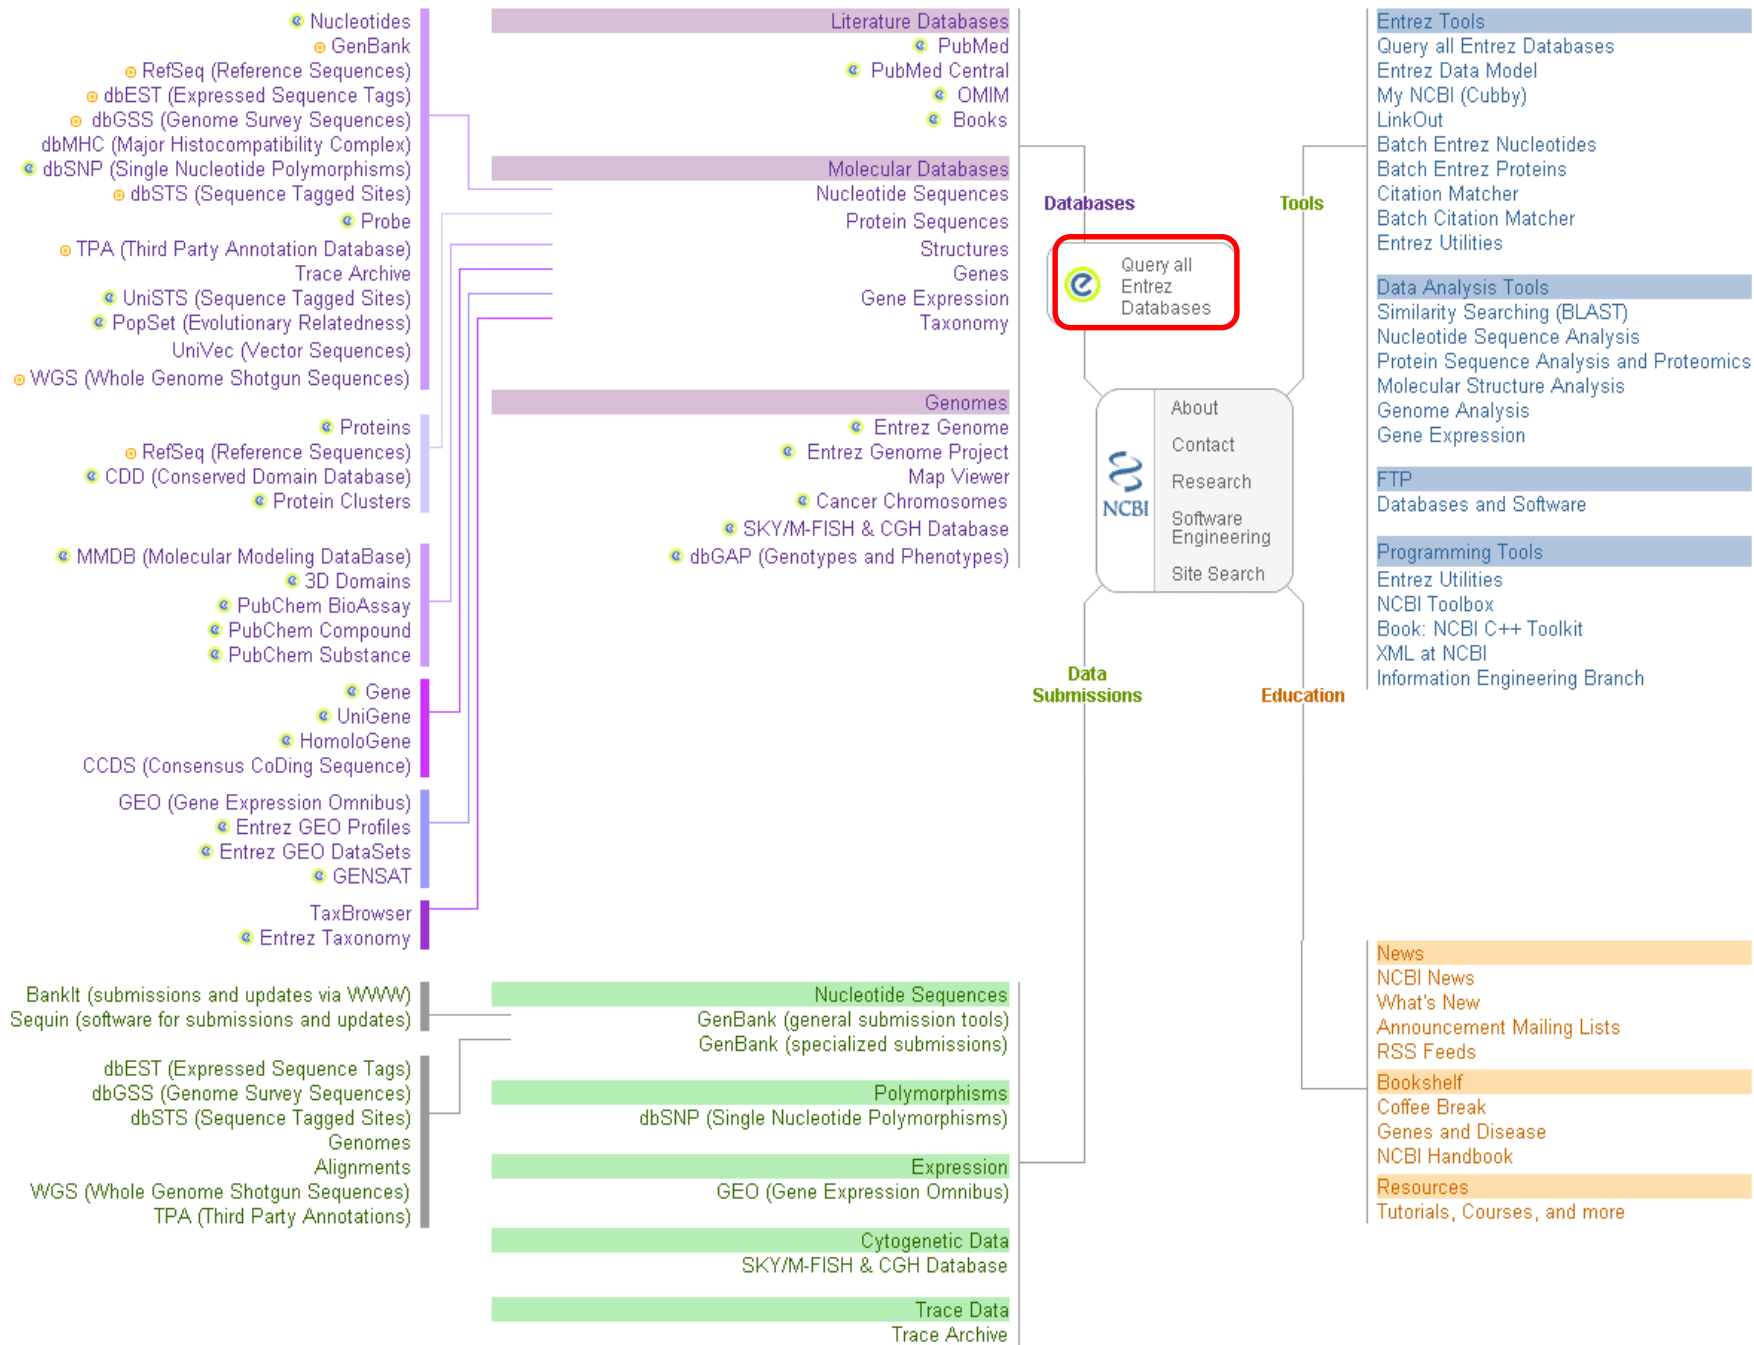 Nucleotides
GenBank
RefSeq (Reference Sequences)
dbEST (Expressed Sequence Tags)
dbGSS (Genome Survey Sequences)
dbMHC (Major Histocompatibility Complex)
dbSNP (Single Nucleotide Polymorphisms)
dbSTS (Sequence Tagged Sites)
Probe
TPA (Third Party Annotation Database)
Trace Archive
UniSTS (Sequence Tagged Sites)
PopSet (Evolutionary Relatedness)
UniVec (Vector Sequences)
WGS (Whole Genome Shotgun Sequences)
Proteins
RefSeq (Reference Sequences)
CDD (Conserved Domain Database)
Protein Clusters
MMDB (Molecular Modeling DataBase)
3D Domains
PubChem BioAssay
PubChem Compound
PubChem Substance
Gene
UniGene
HomoloGene
CCDS (Consensus CoDing Sequence)
GEO (Gene Expression Omnibus)
Entrez GEO Profiles
Entrez GEO DataSets
GENSAT
TaxBrowser
Entrez Taxonomy
BankIt (submissions and updates via WWW)
Sequin (software for submissions and updates)
dbEST (Expressed Sequence Tags)
dbGSS (Genome Survey Sequences)
dbSTS (Sequence Tagged Sites)
Genomes
Alignments
WGS (Whole Genome Shotgun Sequences)
TPA (Third Party Annotations)
Literature Databases
PubMed
PubMed Central
OMIM
Books
Molecular Databases
Nucleotide Sequences
Protein Sequences
Structures
Genes
Gene Expression
Taxonomy
Genomes
Entrez Genome
Entrez Genome Project
Map Viewer
Cancer Chromosomes
SKY/M-FISH & CGH Database
dbGAP (Genotypes and Phenotypes)
Nucleotide Sequences
GenBank (general submission tools)
GenBank (specialized submissions)
Polymorphisms
dbSNP (Single Nucleotide Polymorphisms)
Expression
GEO (Gene Expression Omnibus)
Cytogenetic Data
SKY/M-FISH & CGH Database
Trace Data
Trace Archive
Databases
Tools
e
Query all
Entrez
Databases
NCBI
About
Contact
Research
Software
Engineering
Site Search
Data
Submissions
Education
Entrez Tools
Query all Entrez Databases
Entrez Data Model
My NCBI (Cubby)
LinkOut
Batch Entrez Nucleotides
Batch Entrez Proteins
Citation Matcher
Batch Citation Matcher
Entrez Utilities
Data Analysis Tools
Similarity Searching (BLAST)
Nucleotide Sequence Analysis
Protein Sequence Analysis and Proteomics
Molecular Structure Analysis
Genome Analysis
Gene Expression
FTP
Databases and Software
Programming Tools
Entrez Utilities
NCBI Toolbox
Book: NCBI C++ Toolkit
XML at NCBI
Information Engineering Branch
News
NCBI News
What's New
Announcement Mailing Lists
RSS Feeds
Bookshelf
Coffee Break
Genes and Disease
NCBI Handbook
Resources
Tutorials, Courses, and more